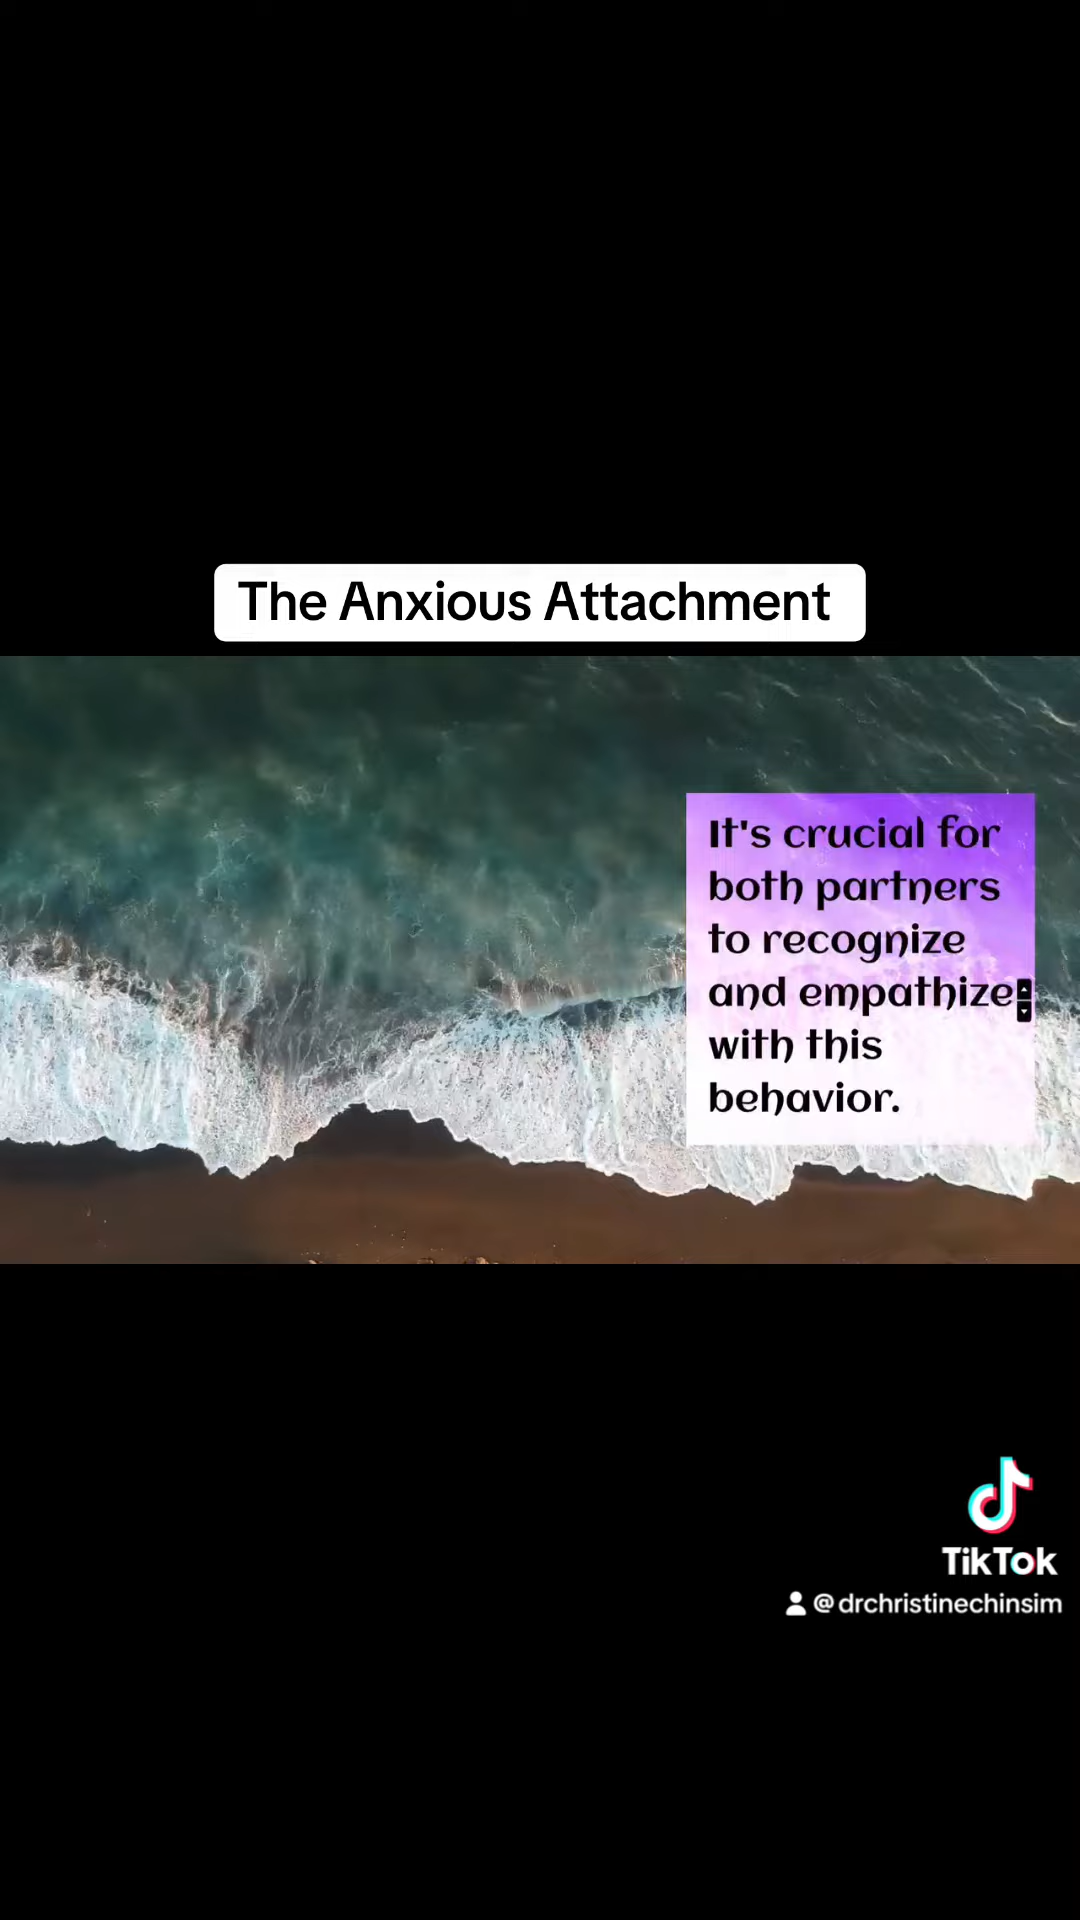 The Anxious Attachment
It's crucial for
both partners
to recognize
and empathize
with this
behavior.
TikTok
@drchristinechinsim